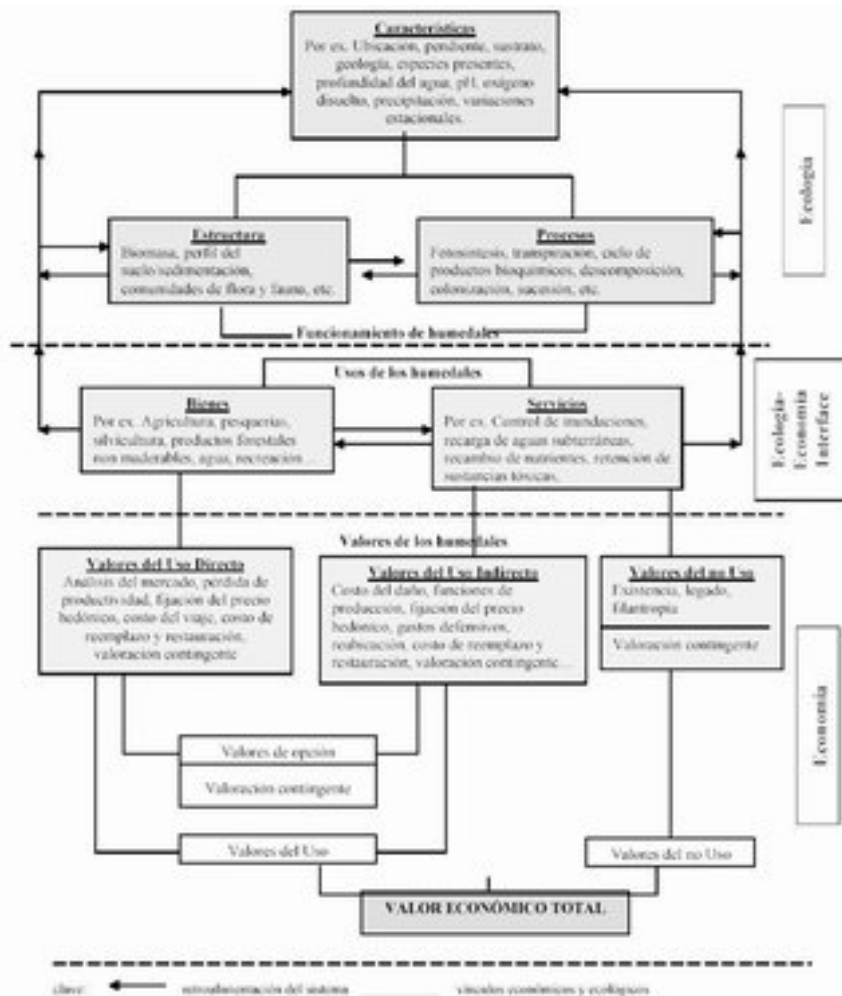 Características
Por ex. Ubicación, pendiente, sustrato,
geología, especies presentes,
profundidad del agua, pH, oxígeno
disuelto, precipitación, variaciones
estacionales.
Ecología
Estructura
Biomasa, perfil del
suelo/sedimentación,
comunidades de flora y fauna, etc.
Procesos
Fotosíntesis, transpiración, ciclo de
productos bioquímicos, descomposición,
colonización, sucesión, etc.
Funcionamiento de humedales
Usos de los humedales
Bienes
Por ex. Agricultura, pesquerías,
silvicultura, productos forestales
non maderables, agua, recreación...
Servicios
Por ex. Control de inundaciones,
recarga de aguas subterráneas,
recambio de nutrientes, retención de
sustancias tóxicas,
Ecología-
Economía
Interface
Valores de los humedales
Valores del Uso Directo
Análisis del mercado, pérdida de
productividad, fijación del precio
hedónico, costo del viaje, costo de
reemplazo y restauración,
valoración contingente
Valores del Uso Indirecto
Costo del daño, funciones de
producción, fijación del precio
hedónico, gastos defensivos,
reubicación, costo de reemplazo y
restauración, valoración contingente...
Valores del no Uso
Existencia, legado,
filantropía
Valoración contingente
Economía
Valores de opción
Valoración contingente
Valores del Uso
Valores del no Uso
VALOR ECONÓMICO TOTAL
clave: retroalimentación del sistema vínculos económicos y ecológicos